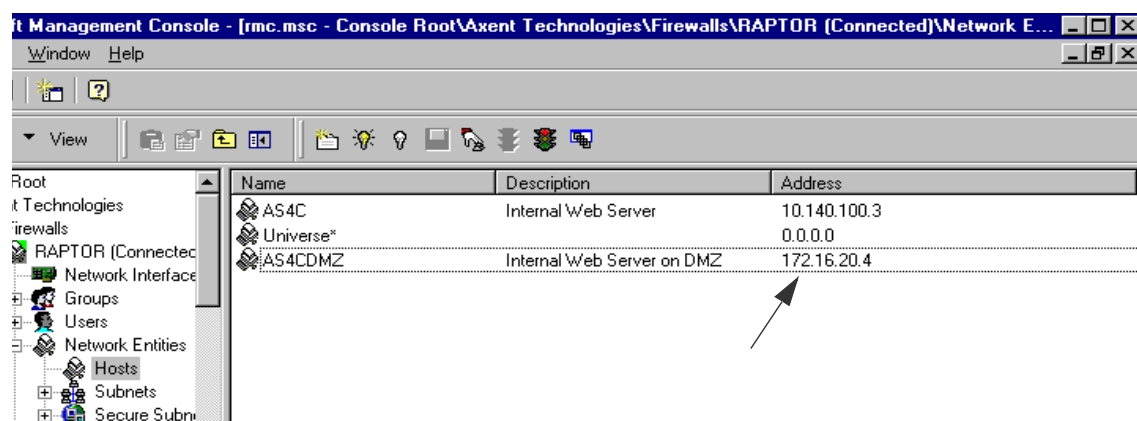 ft Management Console - [rmc.msc - Console Root\Axent Technologies\Firewalls\RAPTOR (Connected)\Network E...
Window Help
View
Root
t Technologies
irewalls
RAPTOR (Connected
Network Interface
Groups
Users
Network Entities
Hosts
Subnets
Secure Subn
Name Description Address
AS4C Internal Web Server 10.140.100.3
Universe* 0.0.0.0
AS4CDMZ Internal Web Server on DMZ 172.16.20.4